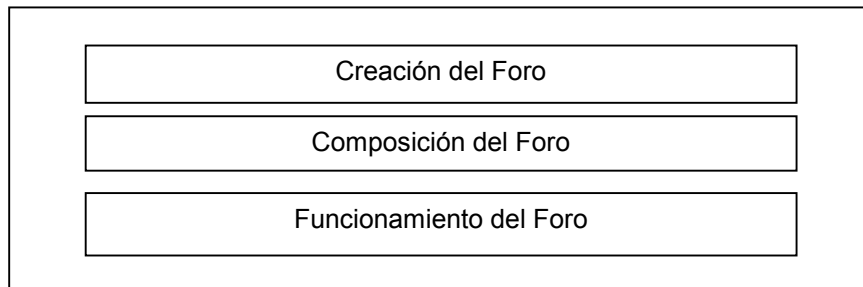 Creación del Foro
Composición del Foro
Funcionamiento del Foro